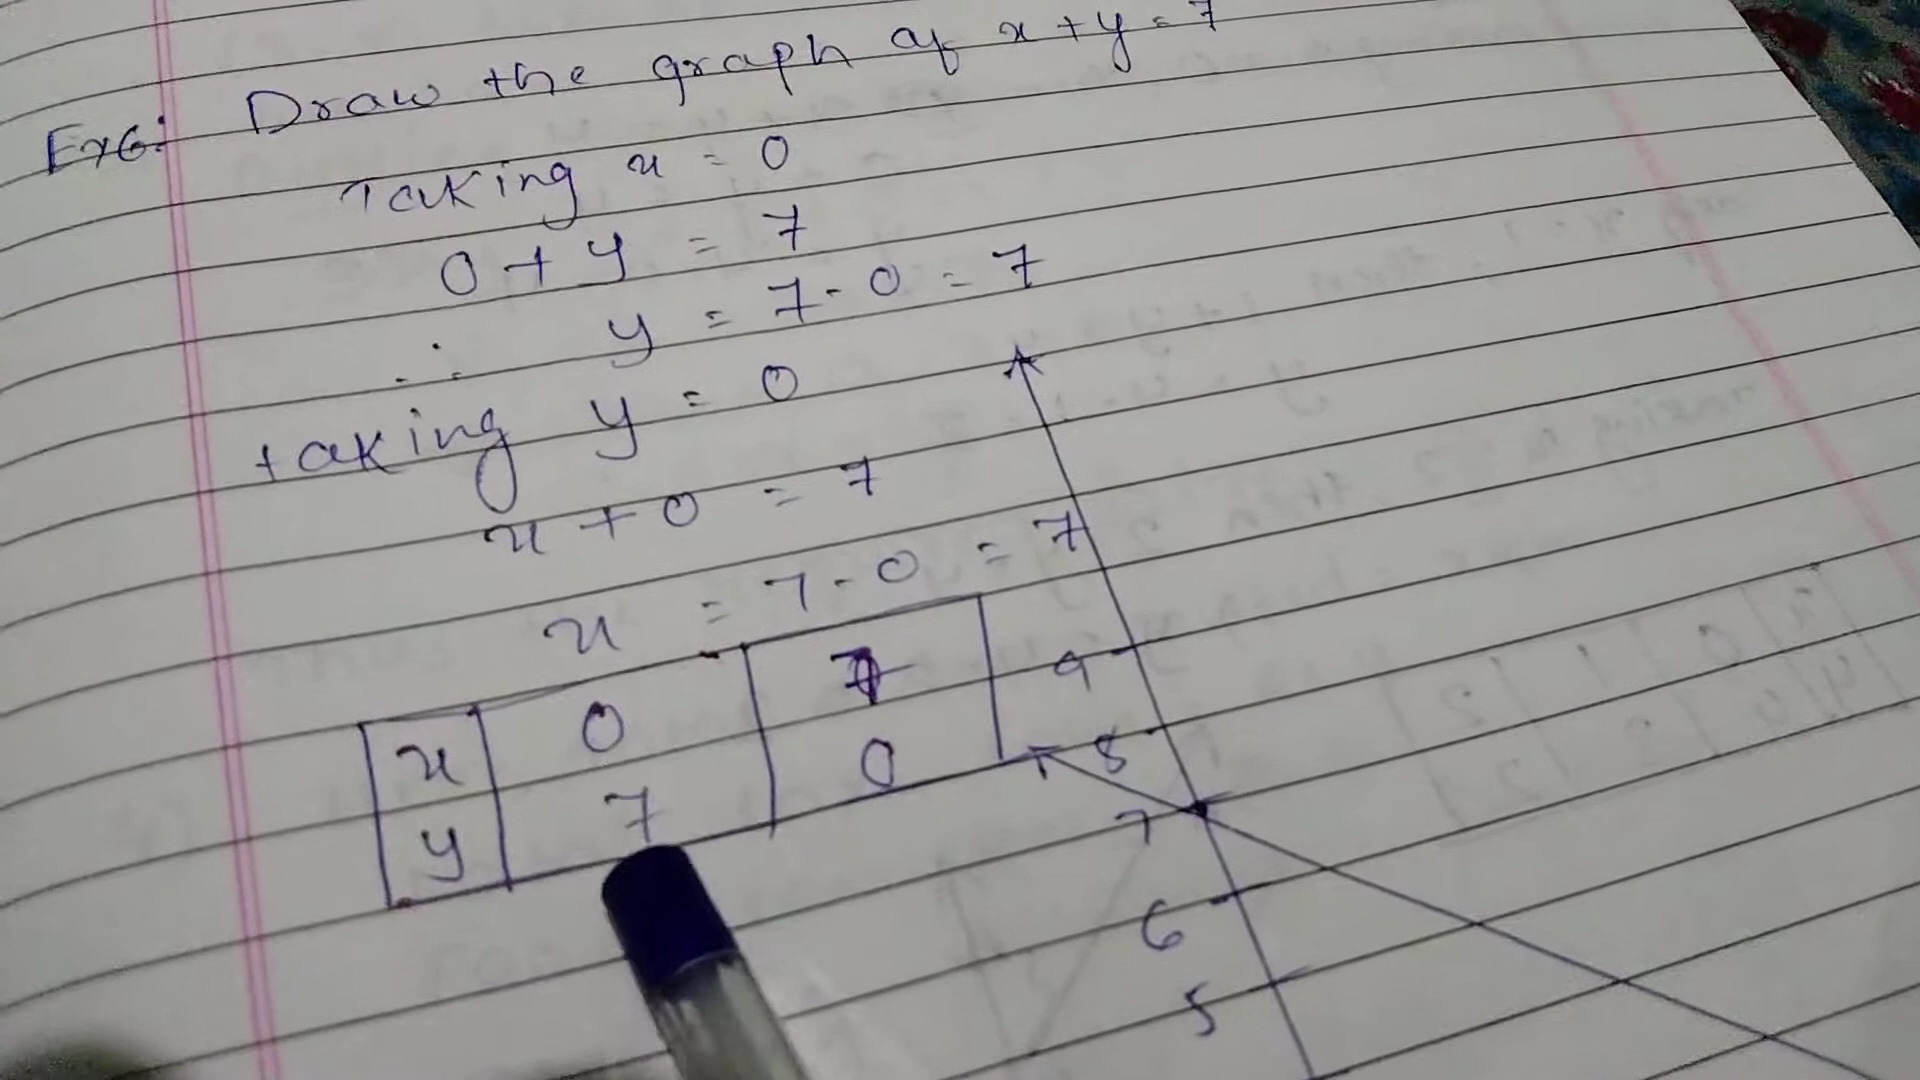 Ex6: Draw the graph of x + y = 7
Taking x = 0
0 + y = 7
∴ y = 7 - 0 = 7
taking y = 0
x + 0 = 7
x = 7 - 0 = 7
x 0 7
y 7 0
9
8
7
6
5